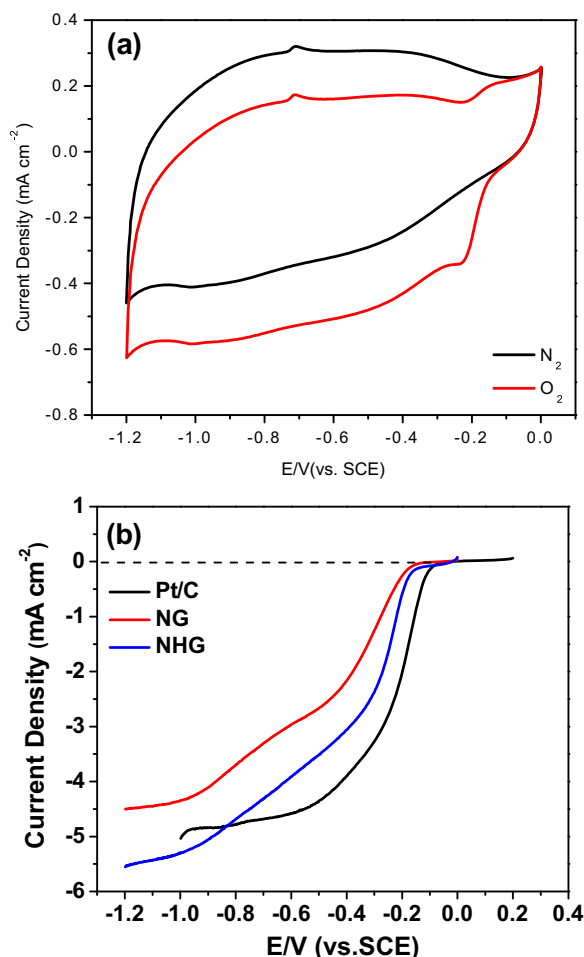 (a)
0.4
0.2
0.0
-0.2
-0.4
-0.6
-0.8
Current Density (mA cm⁻²)
N₂
O₂
-1.2 -1.0 -0.8 -0.6 -0.4 -0.2 0.0
E/V(vs. SCE)
(b)
1
0
-1
-2
-3
-4
-5
-6
Current Density (mA cm⁻²)
Pt/C
NG
NHG
-1.2 -1.0 -0.8 -0.6 -0.4 -0.2 0.0 0.2 0.4
E/V (vs.SCE)